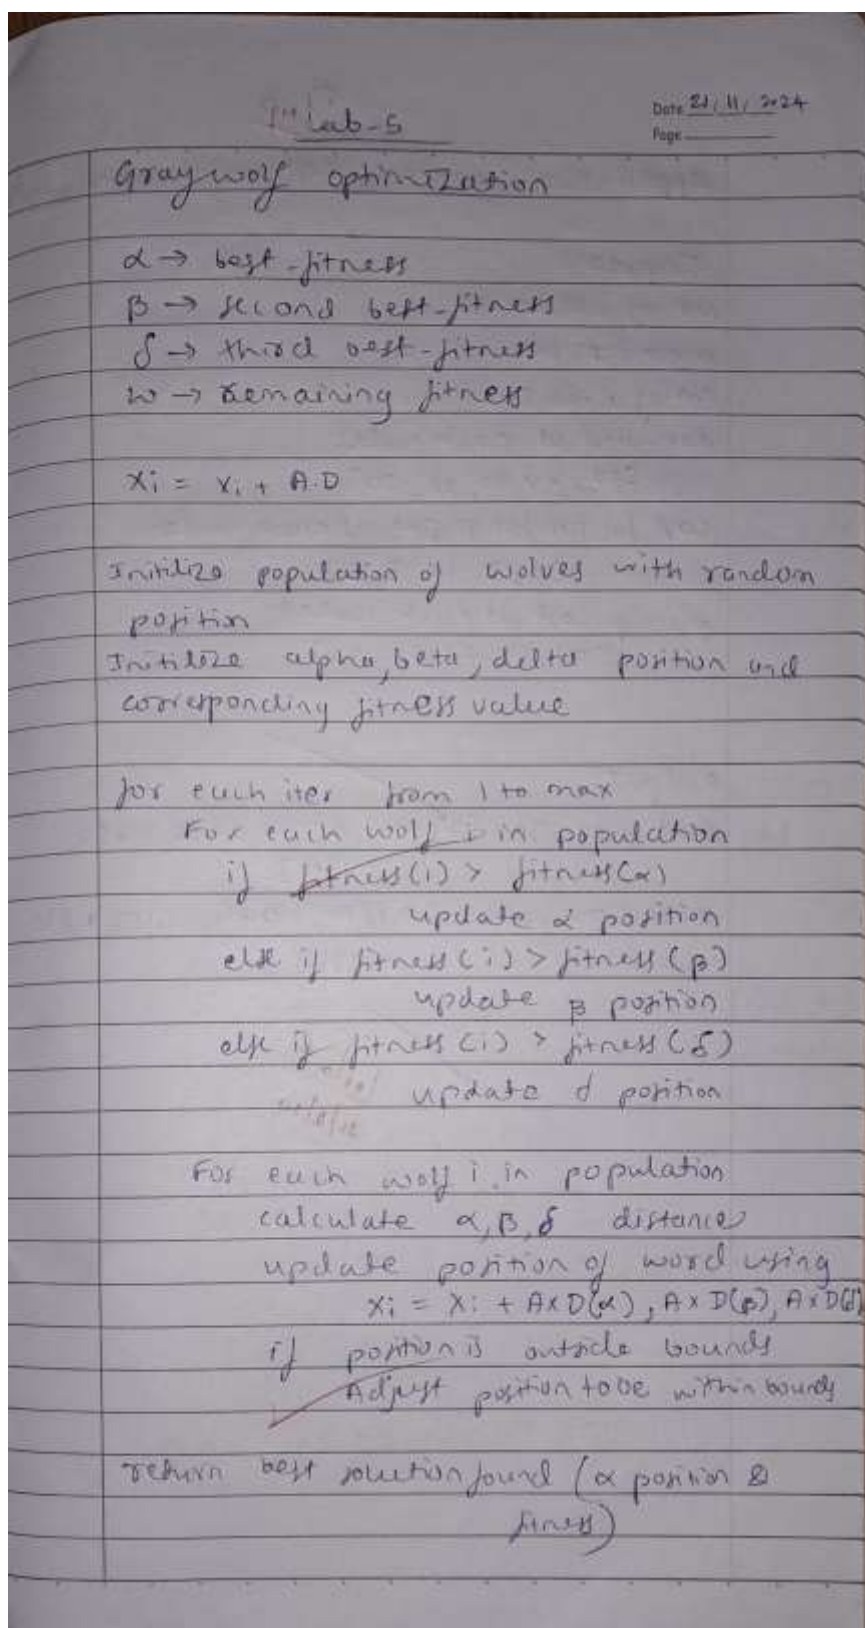 Lab-5
Date 21/11/2024
Page
Graywolf optimization
α → best-fitness
β → second best-fitness
δ → third best-fitness
w → remaining fitness
Xi = Xi + A.D
Initilize population of wolves with random
position
Initilize alpha, beta, delta position and
corresponding fitness value
for each iter from 1 to max
For each wolf i in population
if fitness(i) > fitness(α)
update α position
else if fitness(i) > fitness(β)
update β position
else if fitness(i) > fitness(δ)
update d position
For each wolf i in population
calculate α, β, δ distance
update position of word using
Xi = Xi + A×D(α), A×D(β), A×D(δ)
if position is outside bounds
Adjust position to be within bounds
return best solution found (α position &
fitness)